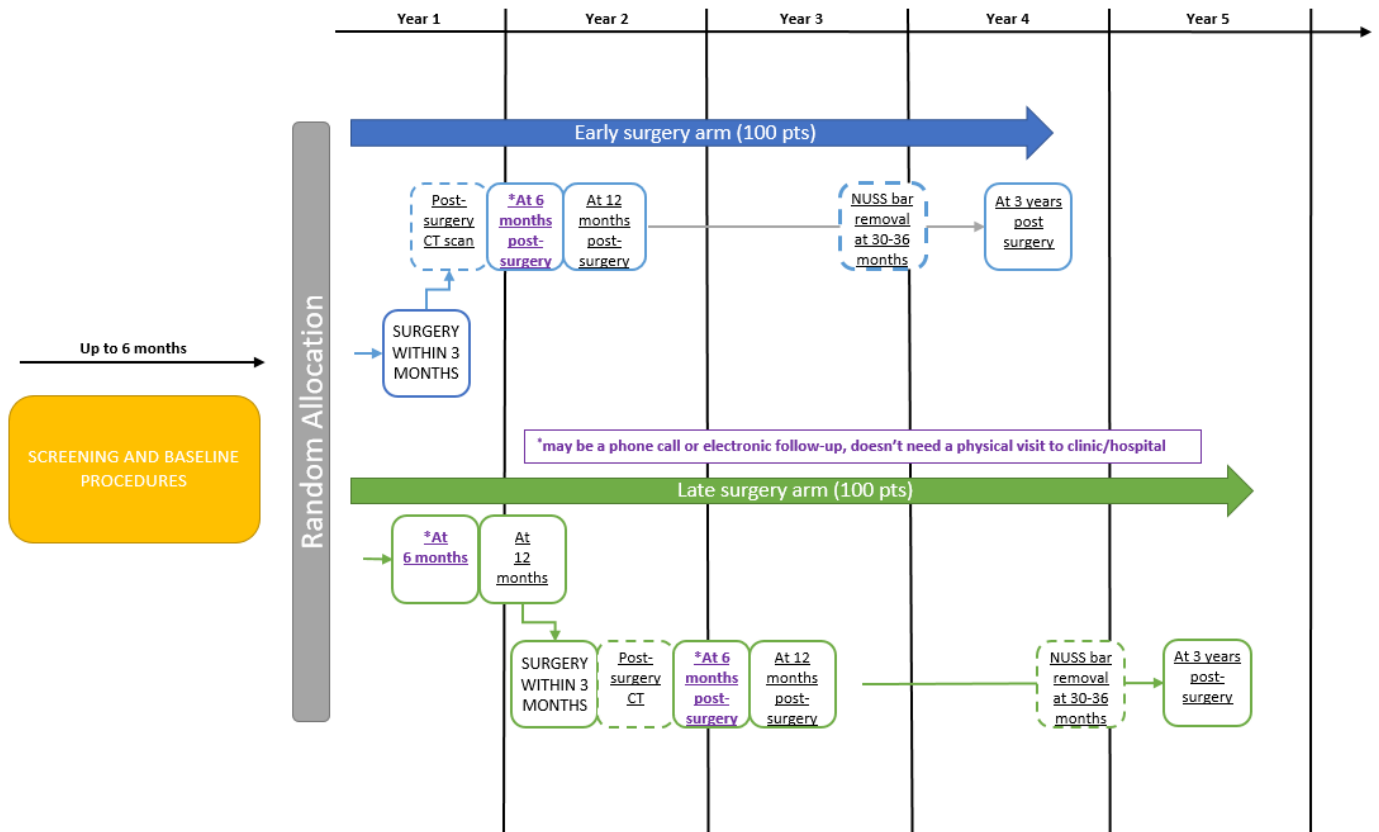 Year 1
Year 2
Year 3
Year 4
Year 5
Early surgery arm (100 pts)
Post-
surgery
CT scan
*At 6
months
post-
surgery
At 12
months
post-
surgery
NUSS bar
removal
at 30-36
months
At 3 years
post
surgery
SURGERY
WITHIN 3
MONTHS
Up to 6 months
SCREENING AND BASELINE
PROCEDURES
Random Allocation
*may be a phone call or electronic follow-up, doesn't need a physical visit to clinic/hospital
Late surgery arm (100 pts)
*At
6 months
At
12
months
SURGERY
WITHIN 3
MONTHS
Post-
surgery
CT
*At 6
months
post-
surgery
At 12
months
post-
surgery
NUSS bar
removal
at 30-36
months
At 3 years
post-
surgery